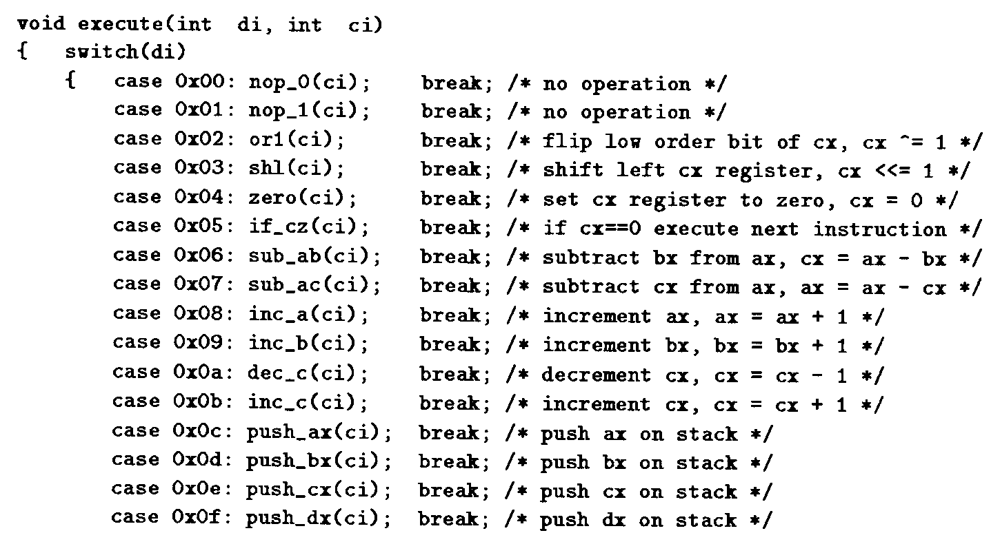 void execute(int  di, int  ci)
{   switch(di)
    {   case 0x00: nop_0(ci);    break; /* no operation */
        case 0x01: nop_1(ci);    break; /* no operation */
        case 0x02: or1(ci);      break; /* flip low order bit of cx, cx ^= 1 */
        case 0x03: shl(ci);      break; /* shift left cx register, cx <<= 1 */
        case 0x04: zero(ci);     break; /* set cx register to zero, cx = 0 */
        case 0x05: if_cz(ci);    break; /* if cx==0 execute next instruction */
        case 0x06: sub_ab(ci);   break; /* subtract bx from ax, cx = ax - bx */
        case 0x07: sub_ac(ci);   break; /* subtract cx from ax, ax = ax - cx */
        case 0x08: inc_a(ci);    break; /* increment ax, ax = ax + 1 */
        case 0x09: inc_b(ci);    break; /* increment bx, bx = bx + 1 */
        case 0x0a: dec_c(ci);    break; /* decrement cx, cx = cx - 1 */
        case 0x0b: inc_c(ci);    break; /* increment cx, cx = cx + 1 */
        case 0x0c: push_ax(ci);  break; /* push ax on stack */
        case 0x0d: push_bx(ci);  break; /* push bx on stack */
        case 0x0e: push_cx(ci);  break; /* push cx on stack */
        case 0x0f: push_dx(ci);  break; /* push dx on stack */